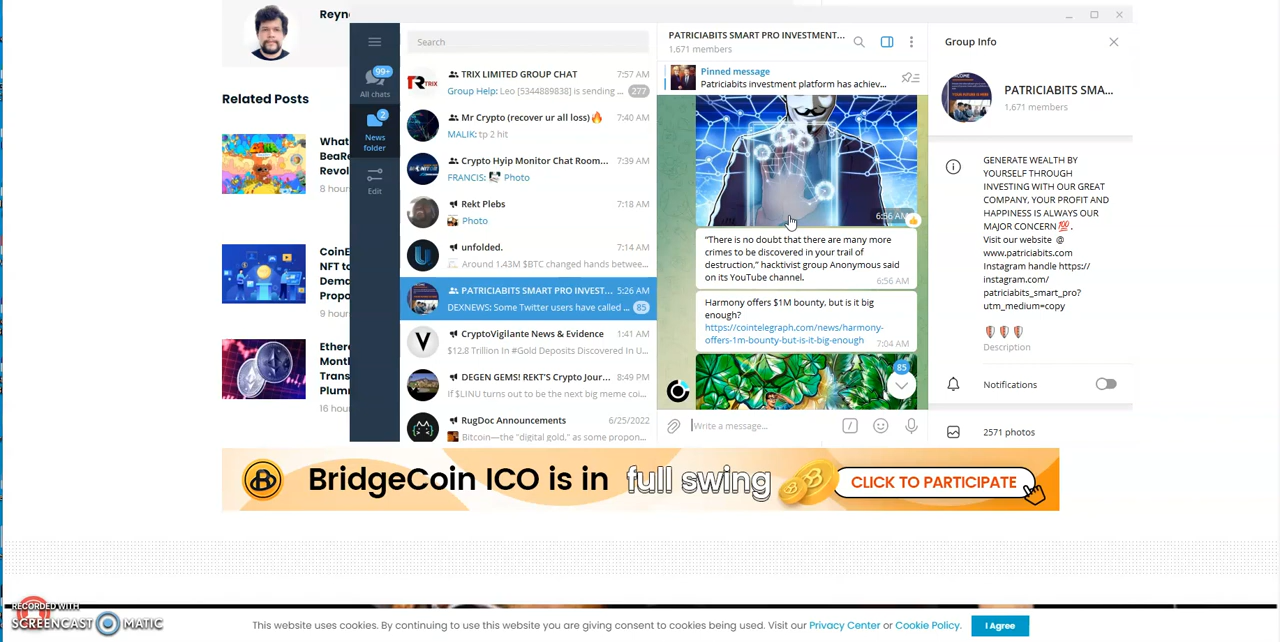 Reyn
Related Posts
What
BeaRe
Revol
8 hour
CoinE
NFT to
Dema
Propo
9 hour
Ethere
Month
Trans
Plumm
16 hour
99+
All chats
2
News
folder
Edit
Search
TRIX LIMITED GROUP CHAT 7:57 AM
Group Help: Leo [5344889838] is sending ... 277
TRIX
Mr Crypto (recover ur all loss)🔥 7:40 AM
MALIK: tp 2 hit
Crypto Hyip Monitor Chat Room... 7:39 AM
FRANCIS: Photo
Rekt Plebs 7:18 AM
Photo
unfolded. 7:14 AM
Around 1.43M $BTC changed hands betwee...
PATRICIABITS SMART PRO INVEST... 5:26 AM
DEXNEWS: Some Twitter users have called ... 85
CryptoVigilante News & Evidence 1:41 AM
$12.8 Trillion In #Gold Deposits Discovered In U...
DEGEN GEMS! REKT'S Crypto Jour... 8:49 PM
If $LINU turns out to be the next big meme coi...
RugDoc Announcements 6/25/2022
Bitcoin—the "digital gold," as some propon...
PATRICIABITS SMART PRO INVESTMENT...
1,671 members
Pinned message
Patriciabits investment platform has achiev...
6:56 AM
"There is no doubt that there are many more
crimes to be discovered in your trail of
destruction," hacktivist group Anonymous said
on its YouTube channel.
6:56 AM
Harmony offers $1M bounty, but is it big
enough?
https://cointelegraph.com/news/harmony-
offers-1m-bounty-but-is-it-big-enough 7:04 AM
85
Write a message...
Group Info
PATRICIABITS SMA...
1,671 members
GENERATE WEALTH BY
YOURSELF THROUGH
INVESTING WITH OUR GREAT
COMPANY, YOUR PROFIT AND
HAPPINESS IS ALWAYS OUR
MAJOR CONCERN💯.
Visit our website @
www.patriciabits.com
Instagram handle https://
instagram.com/
patriciabits_smart_pro?
utm_medium=copy
Description
Notifications
2571 photos
BridgeCoin ICO is in full swing CLICK TO PARTICIPATE
This website uses cookies. By continuing to use this website you are giving consent to cookies being used. Visit our Privacy Center or Cookie Policy. I Agree
RECORDED WITH
SCREENCAST MATIC